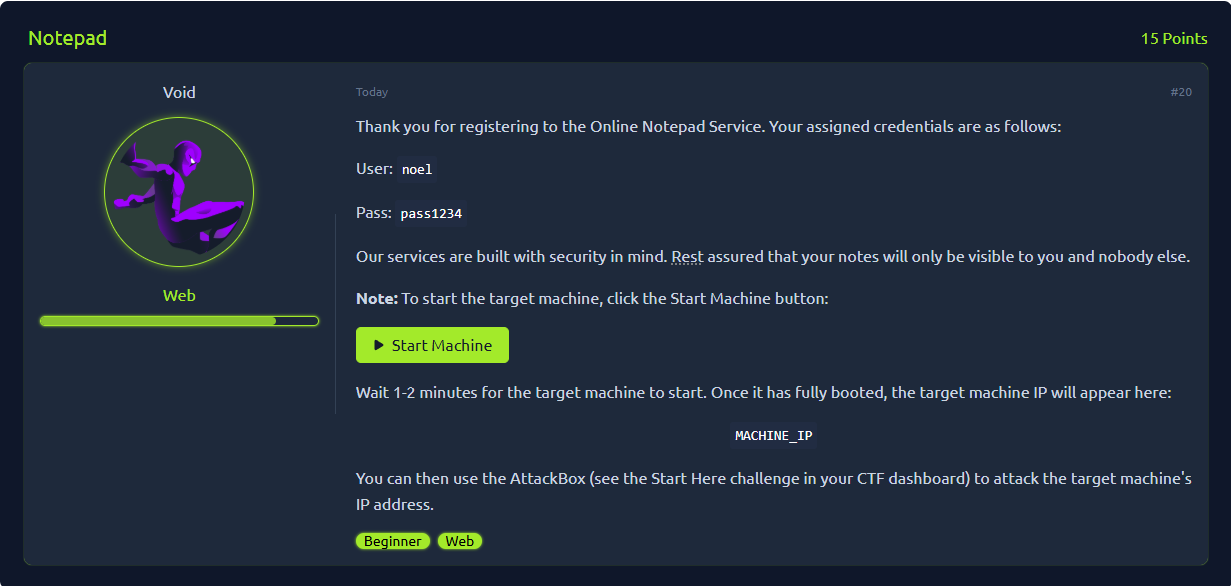 Notepad
15 Points
Void
Web
Today
#20
Thank you for registering to the Online Notepad Service. Your assigned credentials are as follows:
User: noel
Pass: pass1234
Our services are built with security in mind. Rest assured that your notes will only be visible to you and nobody else.
Note: To start the target machine, click the Start Machine button:
Start Machine
Wait 1-2 minutes for the target machine to start. Once it has fully booted, the target machine IP will appear here:
MACHINE_IP
You can then use the AttackBox (see the Start Here challenge in your CTF dashboard) to attack the target machine's
IP address.
Beginner Web